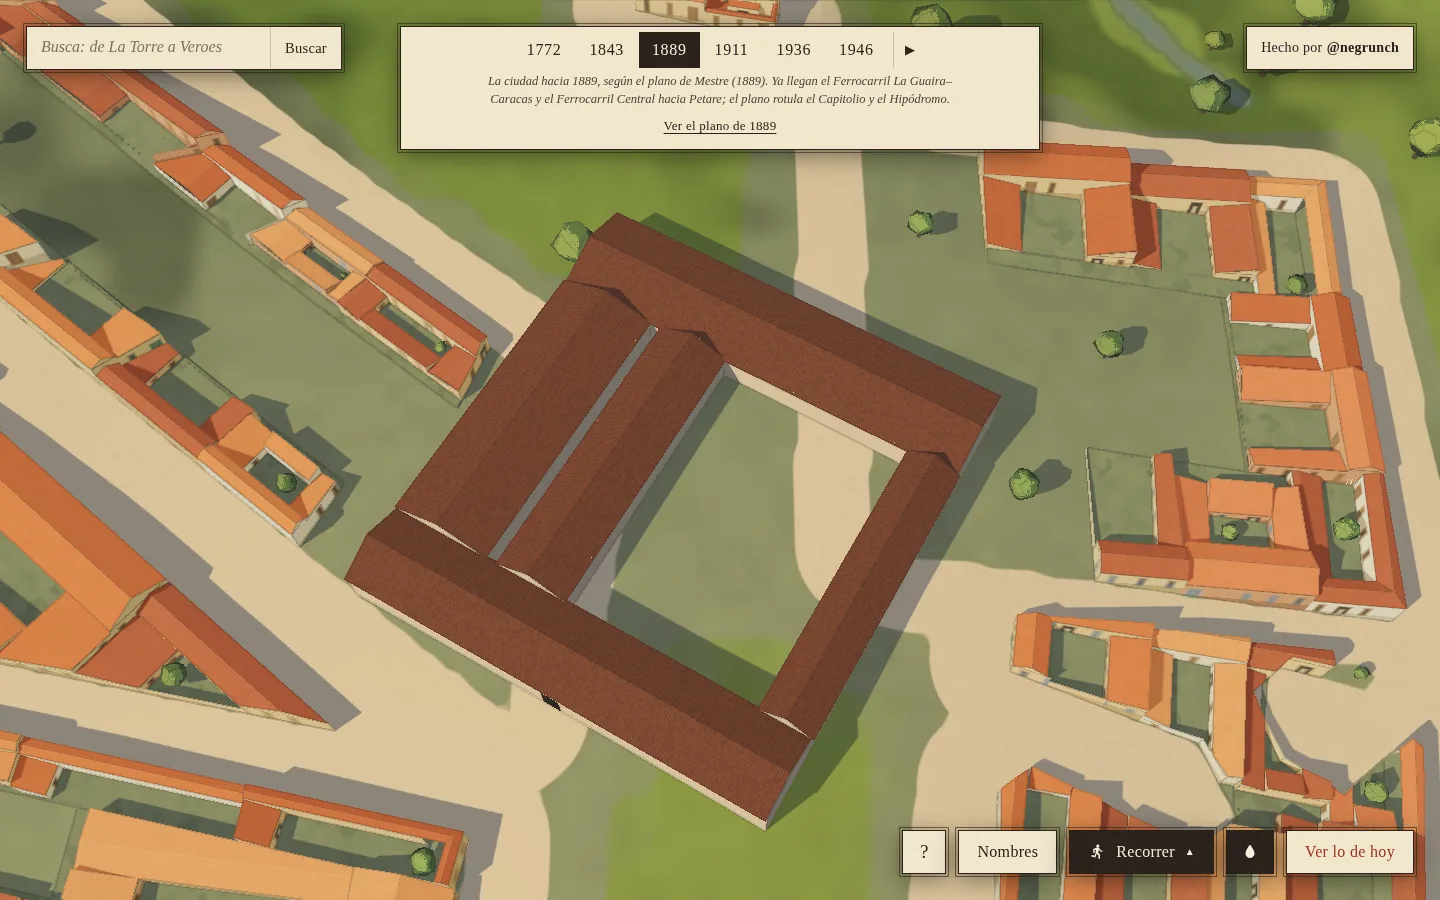 Busca: de La Torre a Veroes
Buscar
1772 1843 1889 1911 1936 1946 ▶
La ciudad hacia 1889, según el plano de Mestre (1889). Ya llegan el Ferrocarril La Guaira–
Caracas y el Ferrocarril Central hacia Petare; el plano rotula el Capitolio y el Hipódromo.
Ver el plano de 1889
Hecho por @negrunch
?
Nombres
Recorrer ▲
Ver lo de hoy